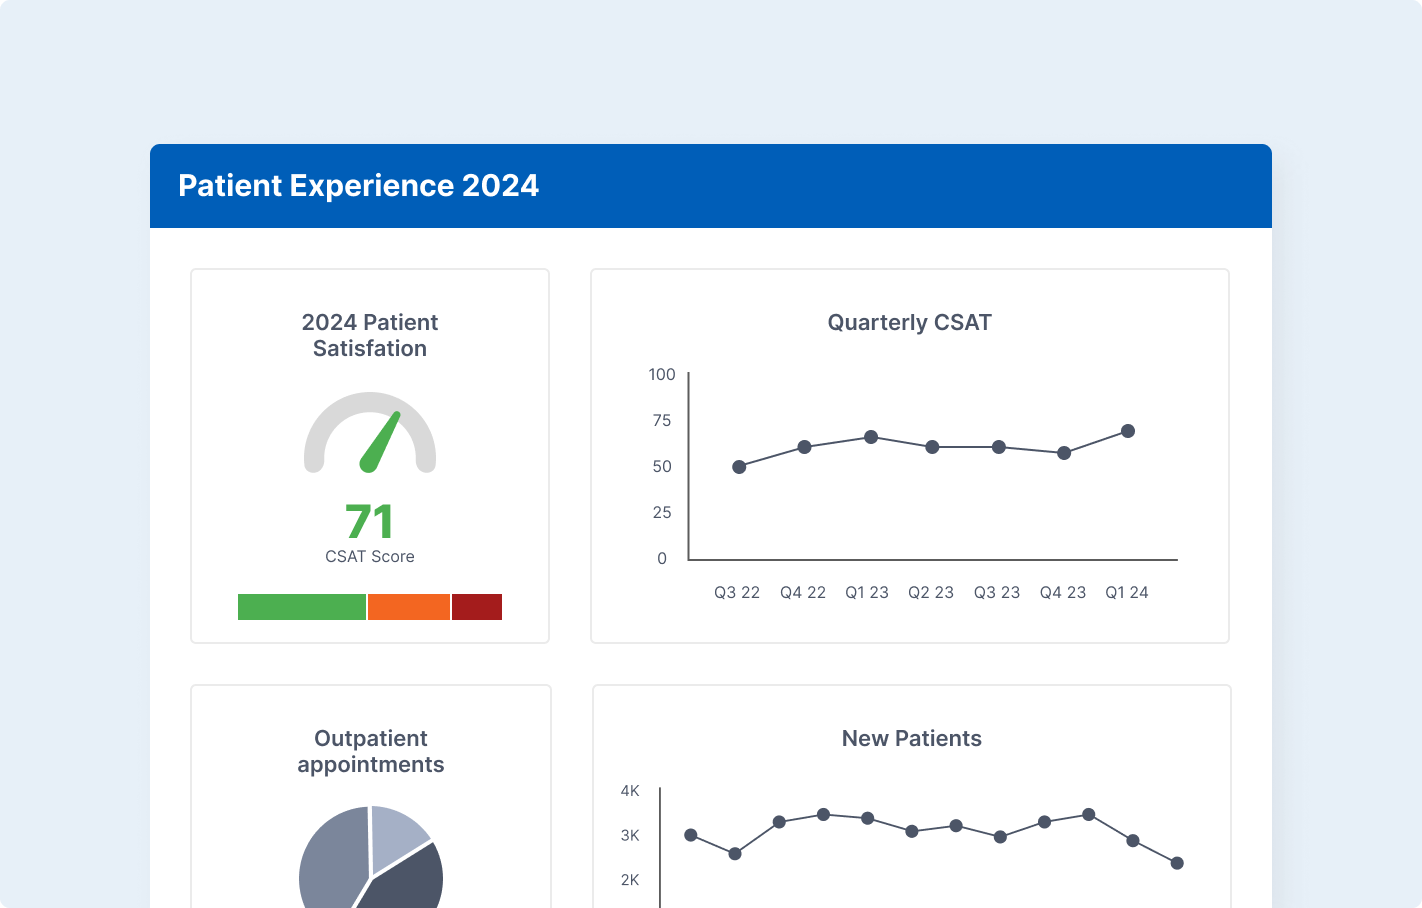 Patient Experience 2024
2024 Patient
Satisfation
71
CSAT Score
Quarterly CSAT
100
75
50
25
0
Q3 22 Q4 22 Q1 23 Q2 23 Q3 23 Q4 23 Q1 24
Outpatient
appointments
New Patients
4K
3K
2K